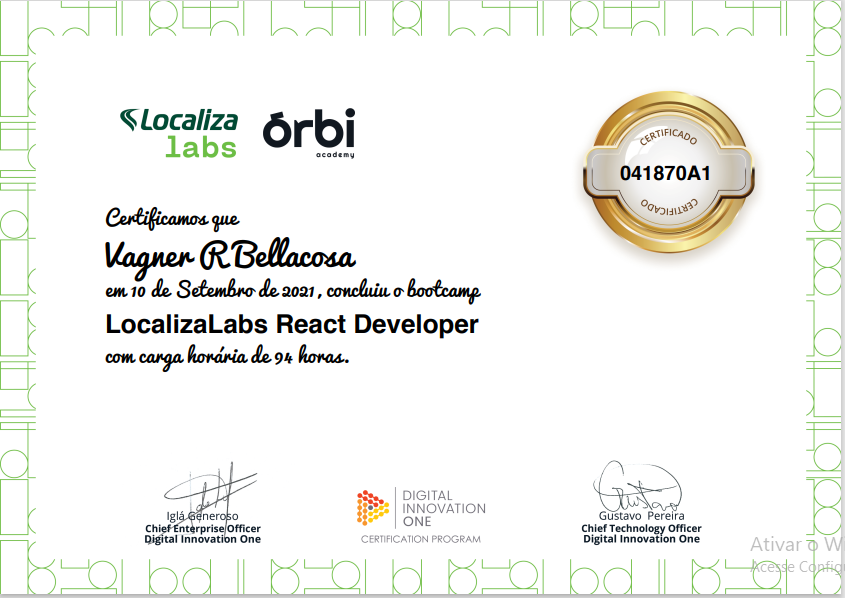 Localiza
labs
órbi
academy
CERTIFICADO
041870A1
CERTIFICADO
Certificamos que
Vagner R Bellacosa
em 10 de Setembro de 2021, concluiu o bootcamp
LocalizaLabs React Developer
com carga horária de 94 horas.
Iglá Generoso
Chief Enterprise Officer
Digital Innovation One
DIGITAL
INNOVATION
ONE
CERTIFICATION PROGRAM
Gustavo Pereira
Chief Technology Officer
Digital Innovation One
Ativar o
Acesse